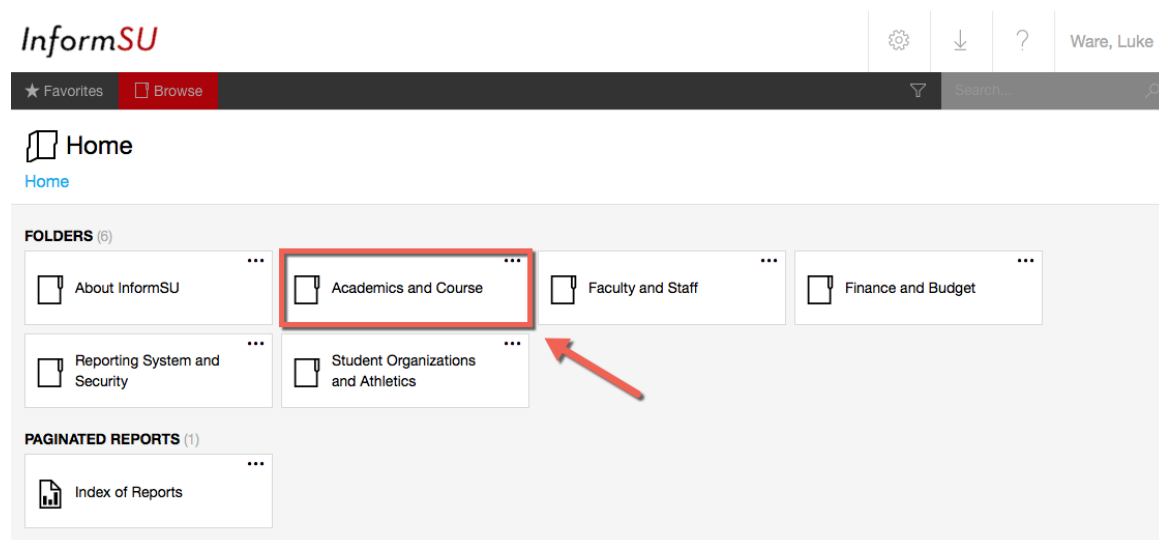 InformSU
Ware, Luke
Favorites
Browse
Search...
Home
Home
FOLDERS (6)
About InformSU
Academics and Course
Faculty and Staff
Finance and Budget
Reporting System and
Security
Student Organizations
and Athletics
PAGINATED REPORTS (1)
Index of Reports